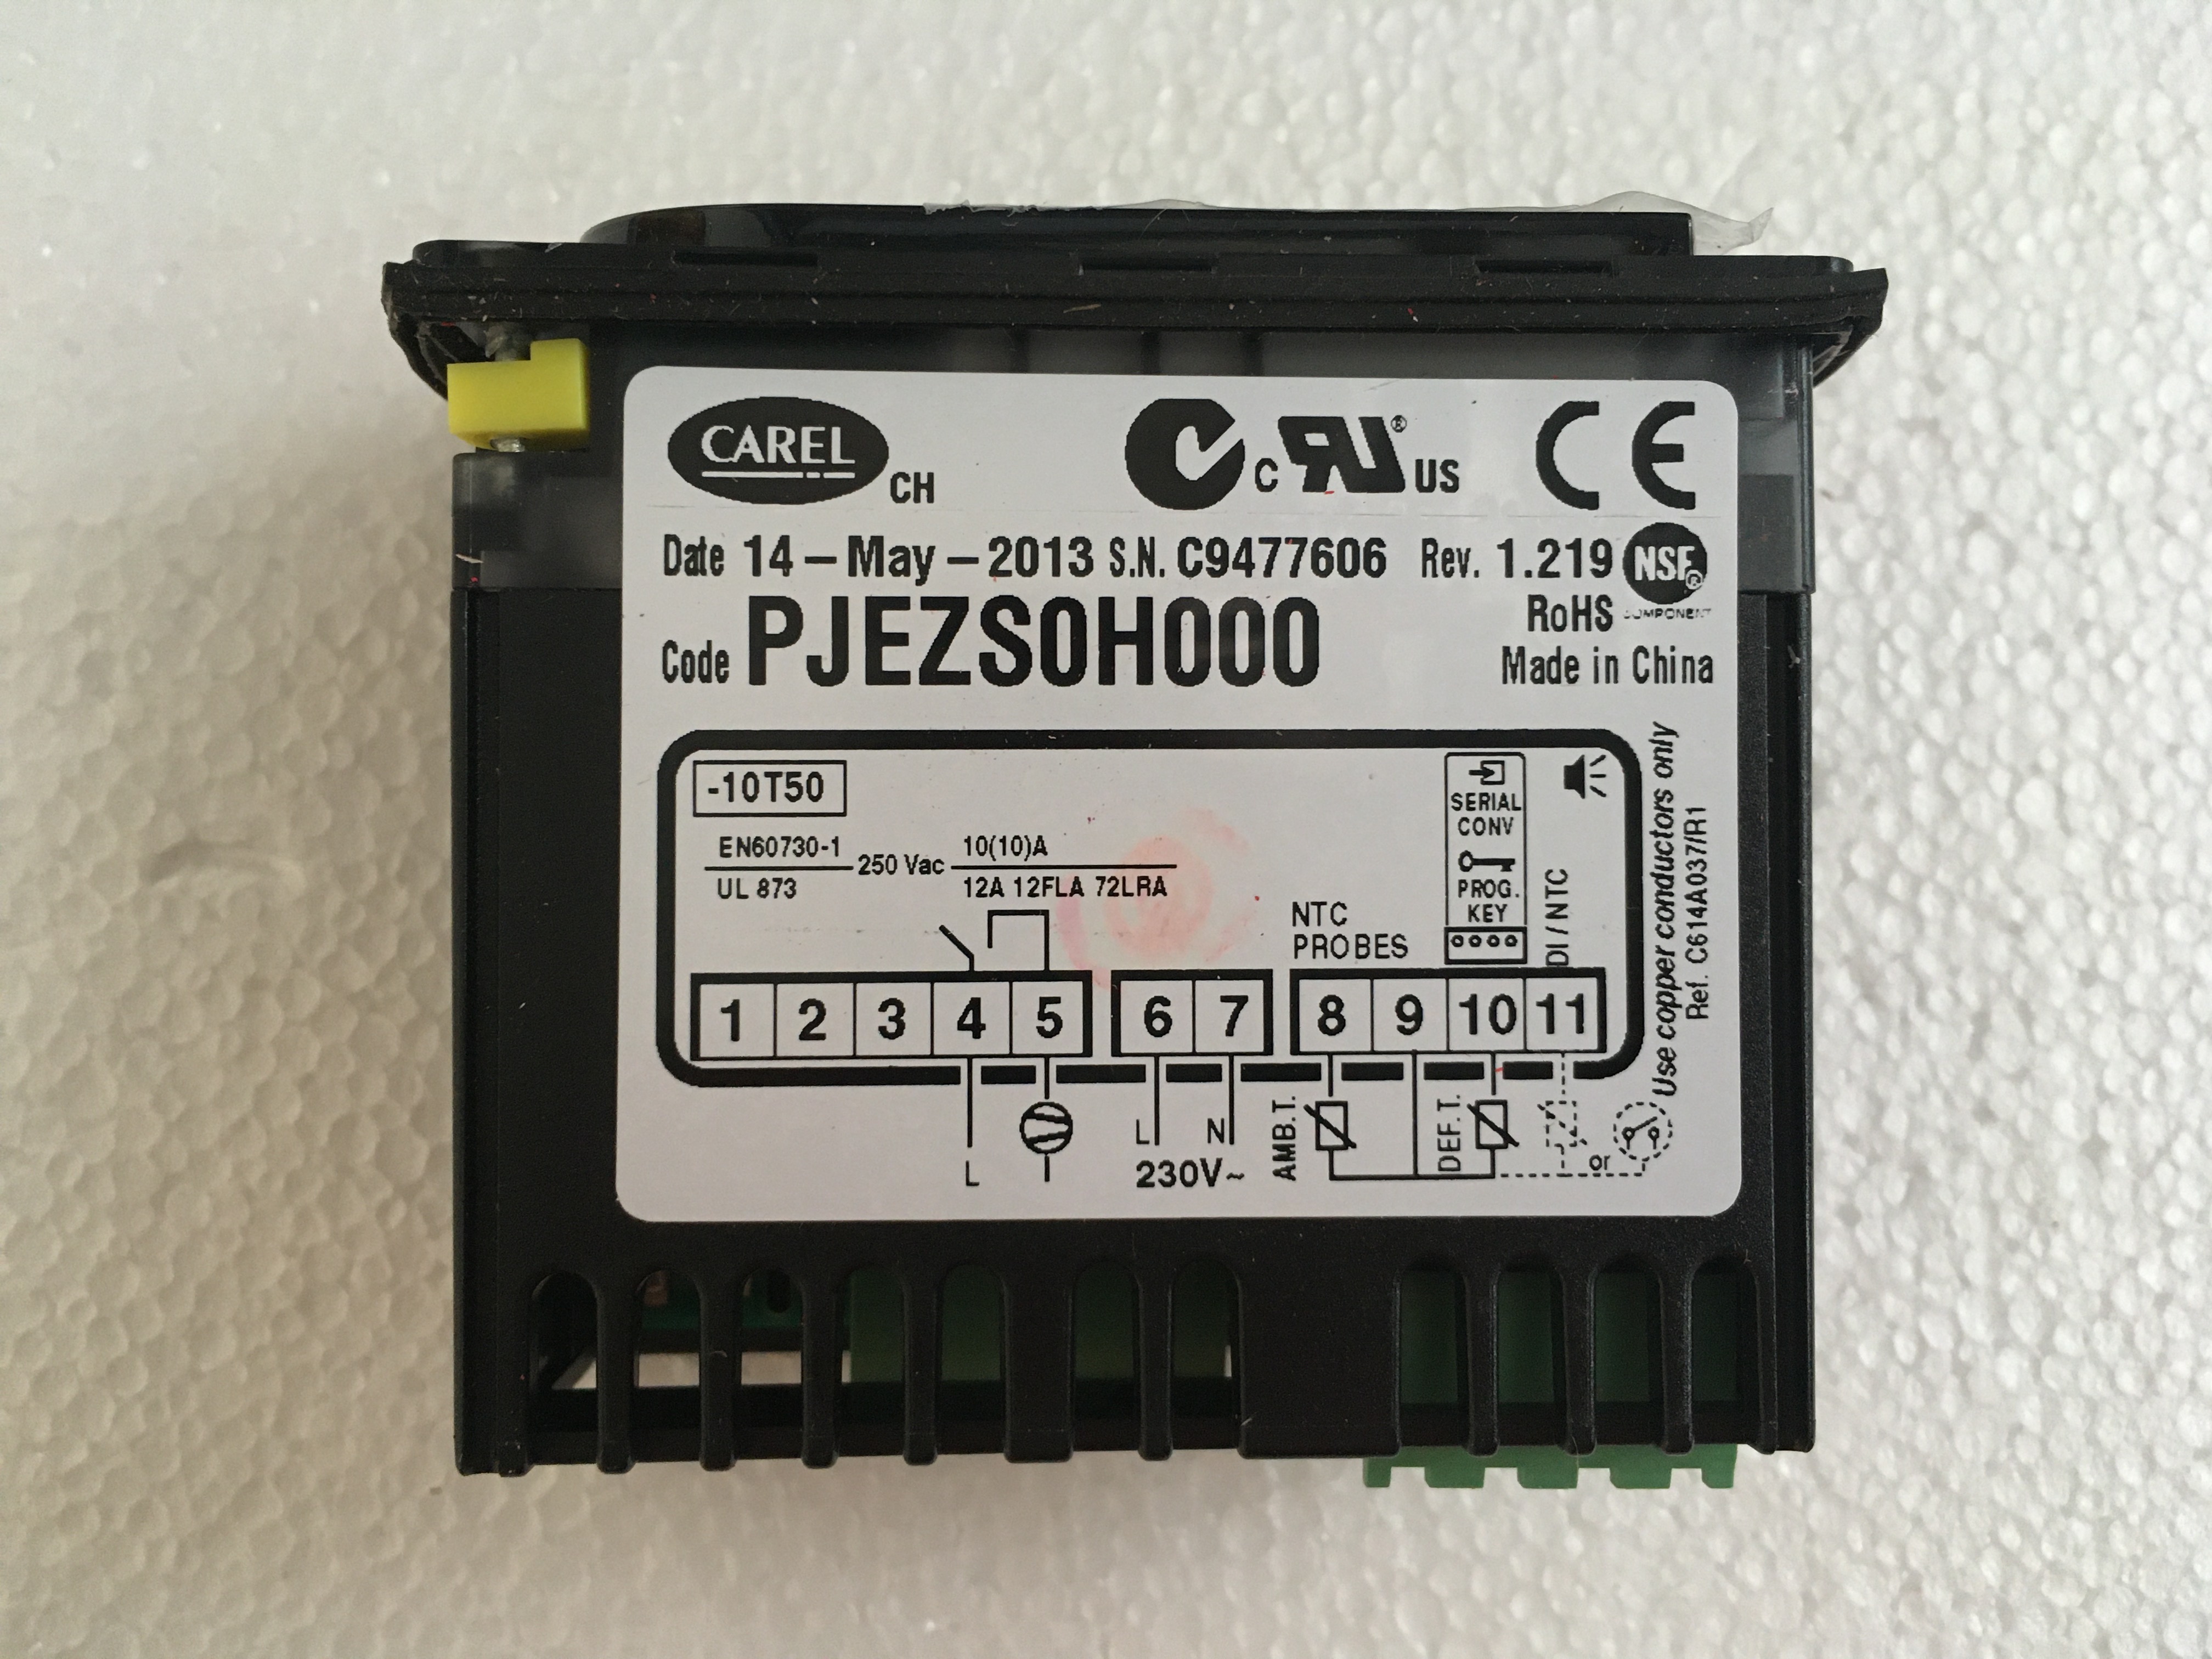 CAREL CH C RU® US CE
Date 14-May-2013 S.N. C9477606 Rev. 1.219 NSF®
COMPONENT
Code PJEZS0H000 RoHS
Made in China
-10T50
EN60730-1
UL 873
250 Vac
10(10)A
12A 12FLA 72LRA
NTC
PROBES
SERIAL
CONV
PROG.
KEY
DI / NTC
1 2 3 4 5 6 7 8 9 10 11
L
L N
230V~
AMB.T.
DEF.T.
or
Use copper conductors only
Ref. C614A037/R1